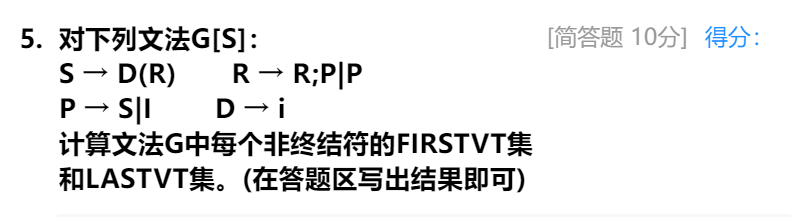 5. 对下列文法G[S]： [简答题 10分] 得分：
S → D(R) R → R;P|P
P → S|I D → i
计算文法G中每个非终结符的FIRSTVT集
和LASTVT集。(在答题区写出结果即可)